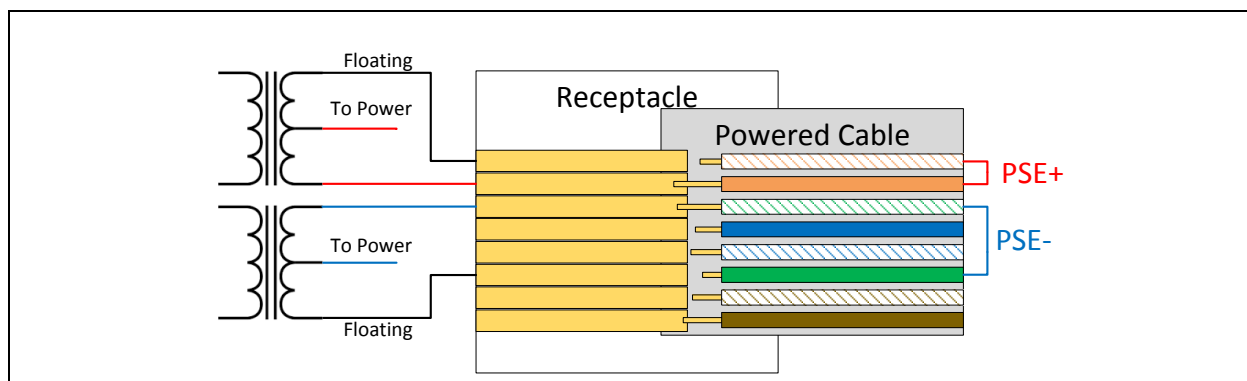 Floating
To Power
Receptacle
Powered Cable
PSE+
To Power
PSE-
Floating